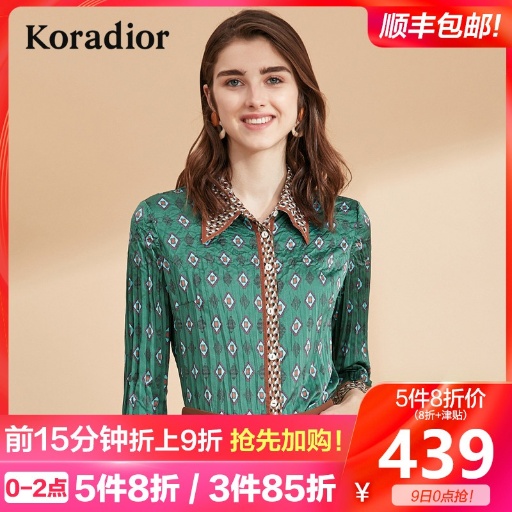 Koradior
顺丰包邮!
5件8折价
(8折+津贴)
前15分钟折上9折 抢先加购!
¥439
0-2点 5件8折 / 3件85折
9日0点抢!